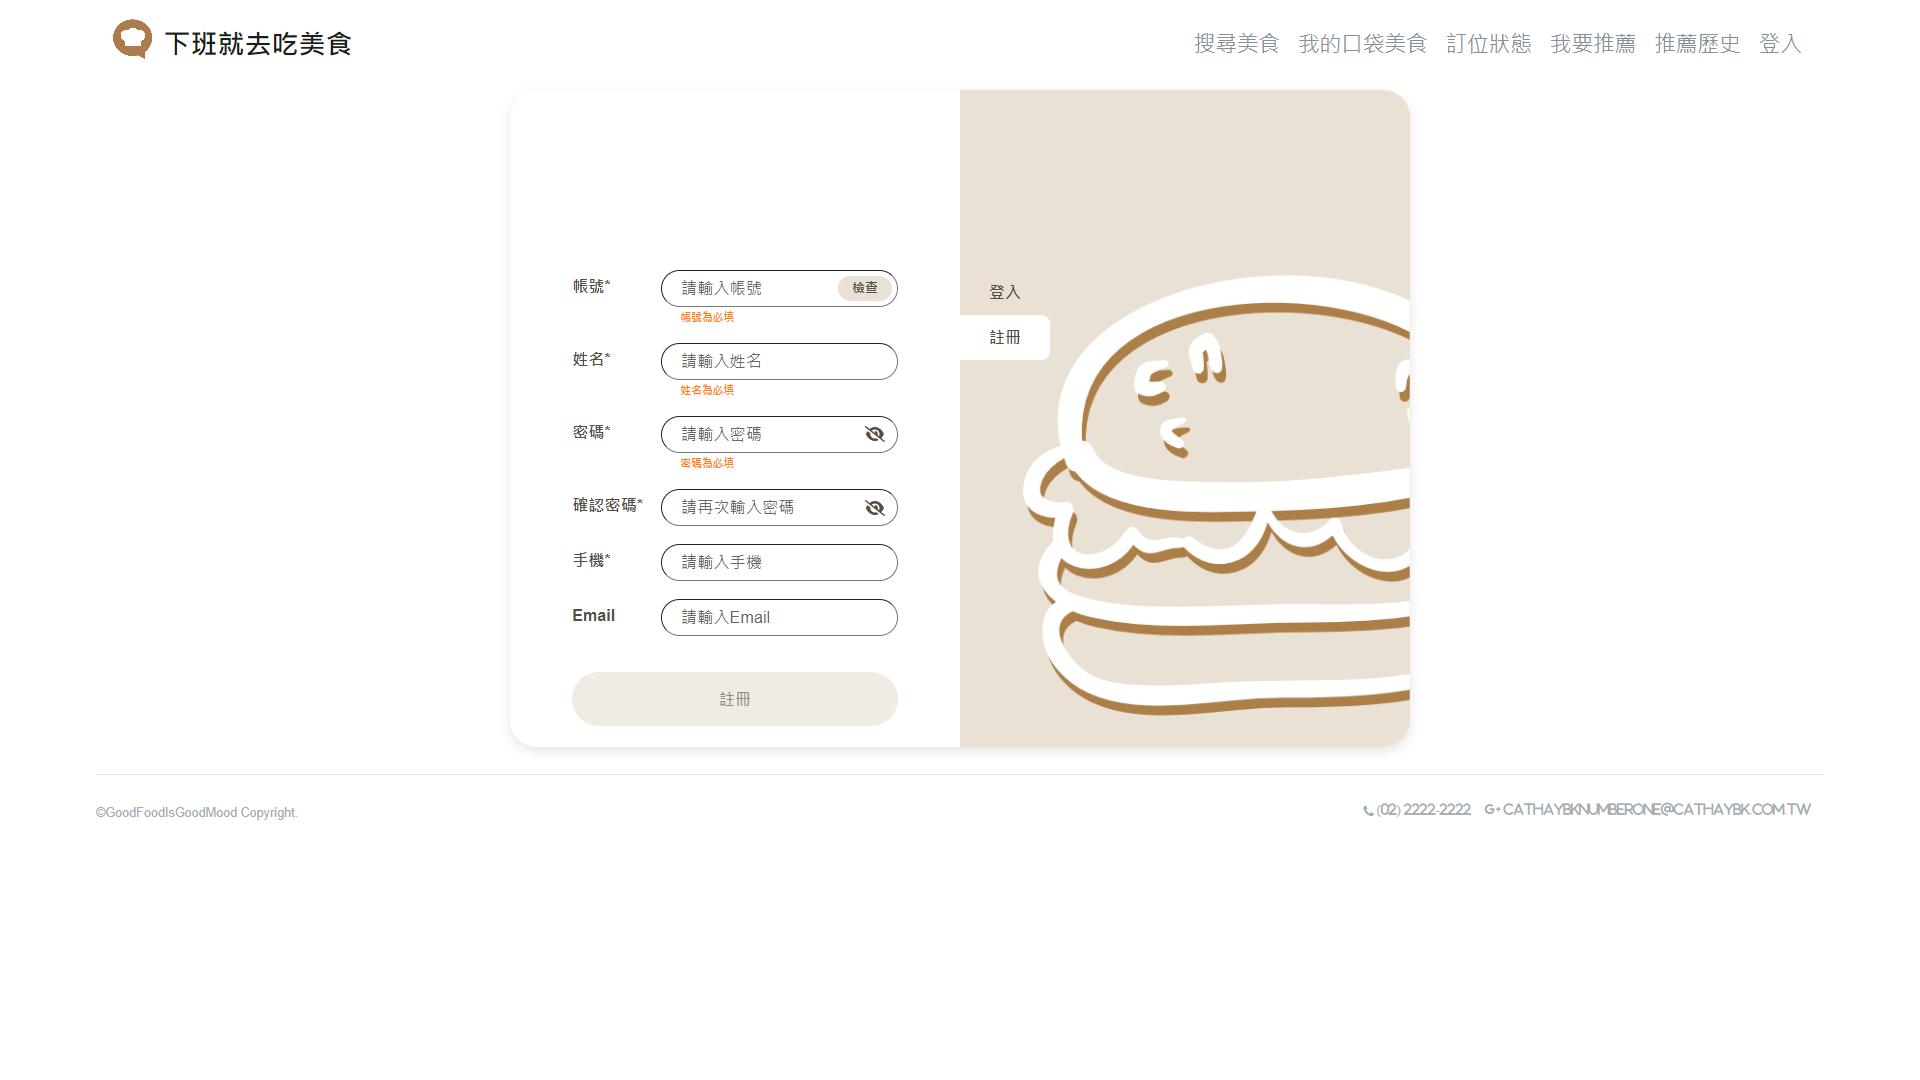 下班就去吃美食
搜尋美食 我的口袋美食 訂位狀態 我要推薦 推薦歷史 登入
帳號* 請輸入帳號 檢查
帳號為必填
姓名* 請輸入姓名
姓名為必填
密碼* 請輸入密碼
密碼為必填
確認密碼* 請再次輸入密碼
手機* 請輸入手機
Email 請輸入Email
註冊
登入
註冊
©GoodFoodIsGoodMood Copyright.
(02) 2222-2222 G+ CATHAYBKNUMBERONE@CATHAYBK.COM.TW